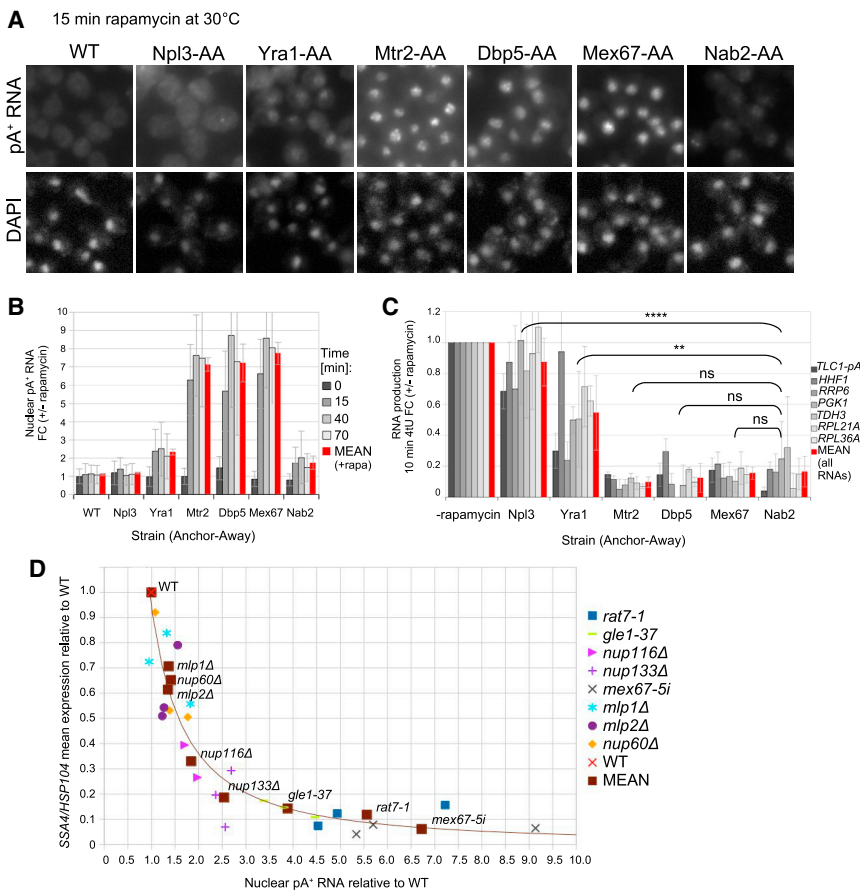 A
15 min rapamycin at 30°C
WT Npl3-AA Yra1-AA Mtr2-AA Dbp5-AA Mex67-AA Nab2-AA
pA⁺ RNA
DAPI
B
Nuclear pA⁺ RNA
FC (+/- rapamycin)
10
9
8
7
6
5
4
3
2
1
0
WT Npl3 Yra1 Mtr2 Dbp5 Mex67 Nab2
Strain (Anchor-Away)
Time
[min]:
0
15
40
70
MEAN
(+rapa)
C
RNA production
10 min 4tU FC (+/- rapamycin)
1.2
1.0
0.8
0.6
0.4
0.2
0
****
**
ns
ns
ns
-rapamycin Npl3 Yra1 Mtr2 Dbp5 Mex67 Nab2
Strain (Anchor-Away)
TLC1-pA
HHF1
RRP6
PGK1
TDH3
RPL21A
RPL36A
MEAN
(all
RNAs)
D
SSA4/HSP104 mean expression relative to WT
1.0
0.9
0.8
0.7
0.6
0.5
0.4
0.3
0.2
0.1
0
WT
mlp1Δ
nup60Δ
mlp2Δ
nup116Δ
nup133Δ
gle1-37
rat7-1
mex67-5i
0 0.5 1.0 1.5 2.0 2.5 3.0 3.5 4.0 4.5 5.0 5.5 6.0 6.5 7.0 7.5 8.0 8.5 9.0 9.5 10.0
Nuclear pA⁺ RNA relative to WT
rat7-1
gle1-37
nup116Δ
nup133Δ
mex67-5i
mlp1Δ
mlp2Δ
nup60Δ
WT
MEAN